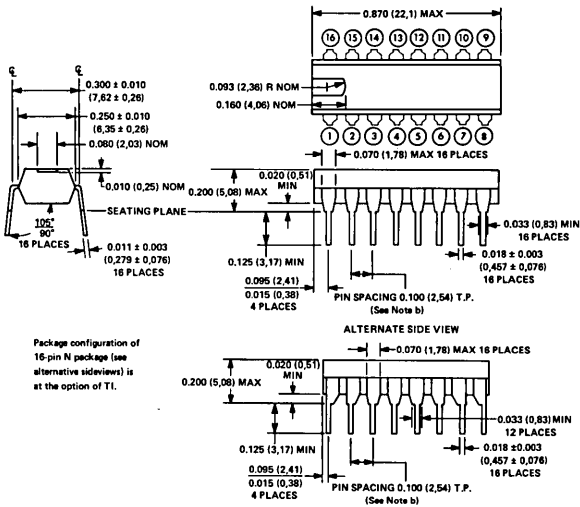 0.870 (22,1) MAX
16 15 14 13 12 11 10 9
℄ ℄
0.300 ± 0.010
(7,62 ± 0,26)
0.250 ± 0.010
(6,35 ± 0,26)
0.080 (2,03) NOM
0.093 (2,36) R NOM
0.160 (4,06) NOM
1 2 3 4 5 6 7 8
0.070 (1,78) MAX 16 PLACES
0.020 (0,51)
MIN
0.010 (0,25) NOM
0.200 (5,08) MAX
SEATING PLANE
105°
90°
16 PLACES
0.011 ± 0.003
(0,279 ± 0,076)
16 PLACES
0.033 (0,83) MIN
16 PLACES
0.125 (3,17) MIN
0.018 ± 0.003
(0,457 ± 0,076)
16 PLACES
0.095 (2,41)
0.015 (0,38)
4 PLACES
PIN SPACING 0.100 (2,54) T.P.
(See Note b)
ALTERNATE SIDE VIEW
Package configuration of
16-pin N package (see
alternative sideviews) is
at the option of TI.
0.070 (1,78) MAX 16 PLACES
0.020 (0,51)
MIN
0.200 (5,08) MAX
0.033 (0,83) MIN
12 PLACES
0.125 (3,17) MIN
0.018 ±0.003
(0,457 ± 0,076)
16 PLACES
0.095 (2,41)
0.015 (0,38)
4 PLACES
PIN SPACING 0.100 (2,54) T.P.
(See Note b)